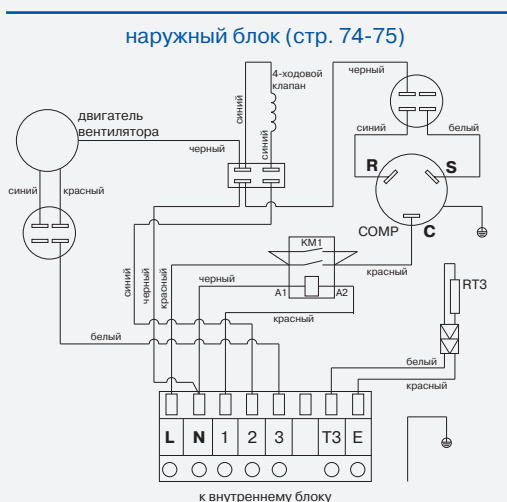 наружный блок (стр. 74-75)
4-ходовой
клапан
черный
синий
двигатель
вентилятора
черный
синий
синий
белый
R
S
синий
красный
COMP
C
KM1
синий
черный
красный
черный
красный
A1
A2
RT3
красный
белый
белый
красный
L N 1 2 3 T3 E
к внутреннему блоку